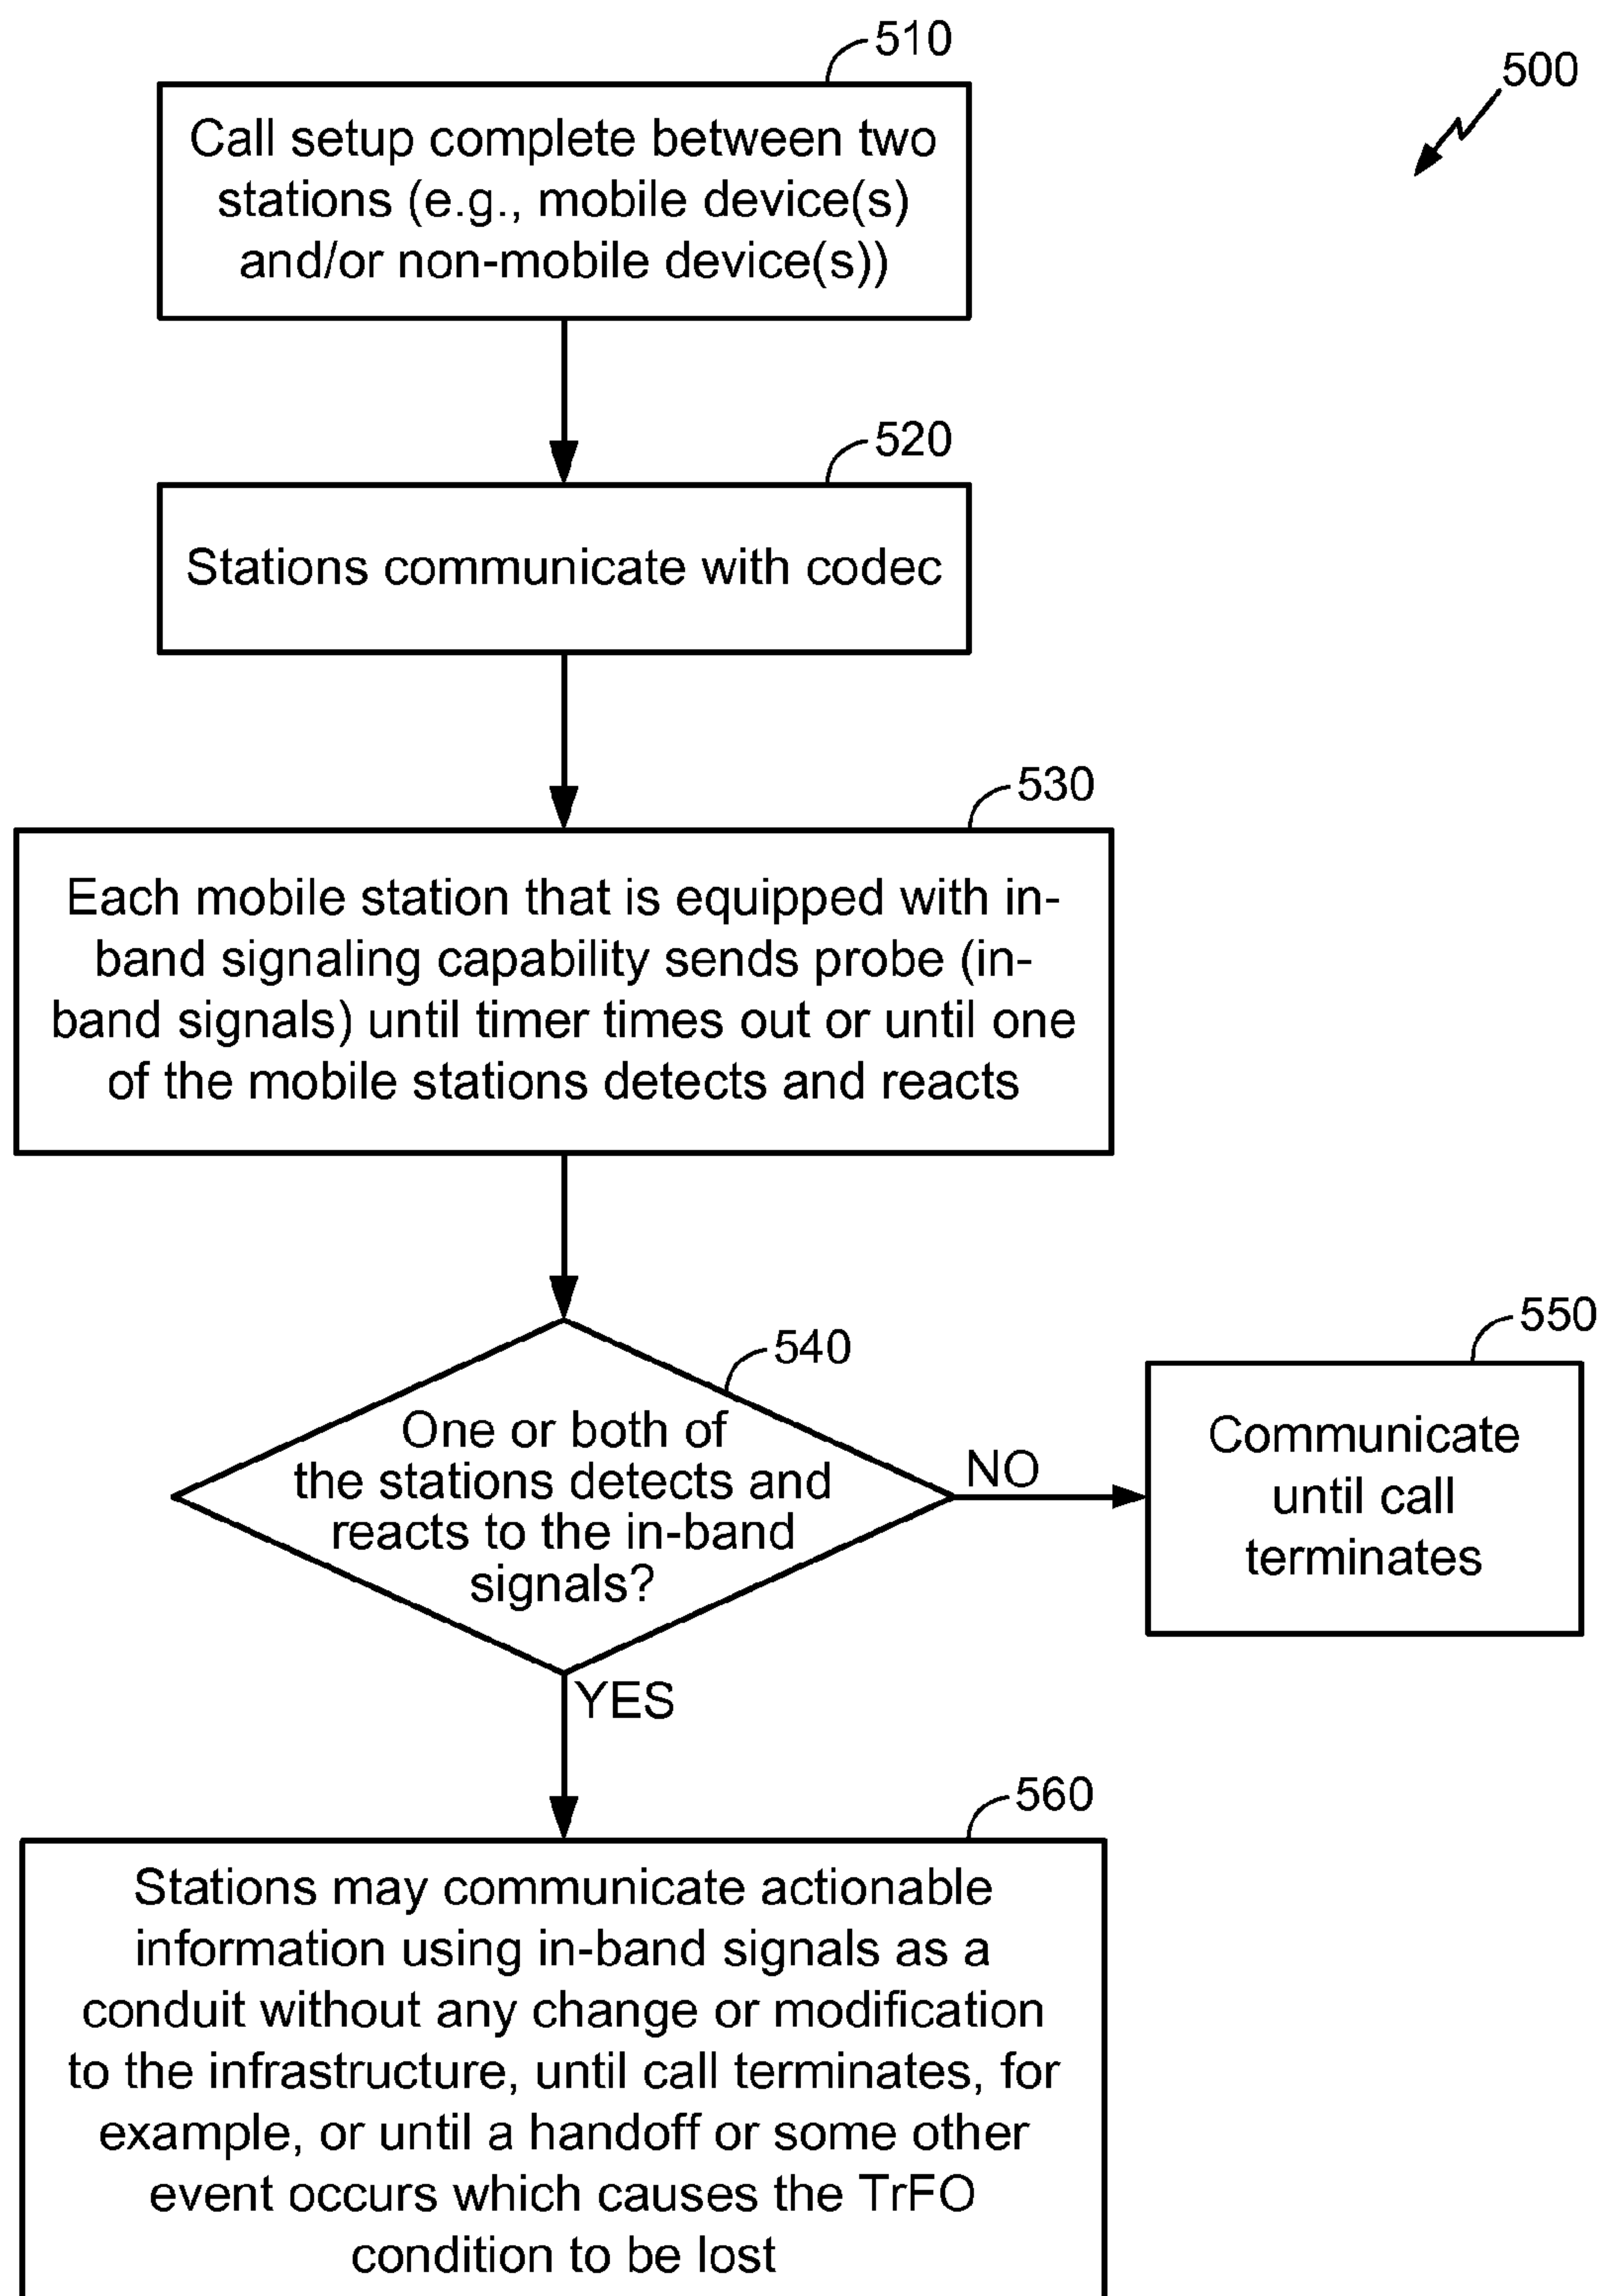 510
500
Call setup complete between two
stations (e.g., mobile device(s)
and/or non-mobile device(s))
520
Stations communicate with codec
530
Each mobile station that is equipped with in-
band signaling capability sends probe (in-
band signals) until timer times out or until one
of the mobile stations detects and reacts
540
One or both of
the stations detects and
reacts to the in-band
signals?
NO
550
Communicate
until call
terminates
YES
560
Stations may communicate actionable
information using in-band signals as a
conduit without any change or modification
to the infrastructure, until call terminates, for
example, or until a handoff or some other
event occurs which causes the TrFO
condition to be lost